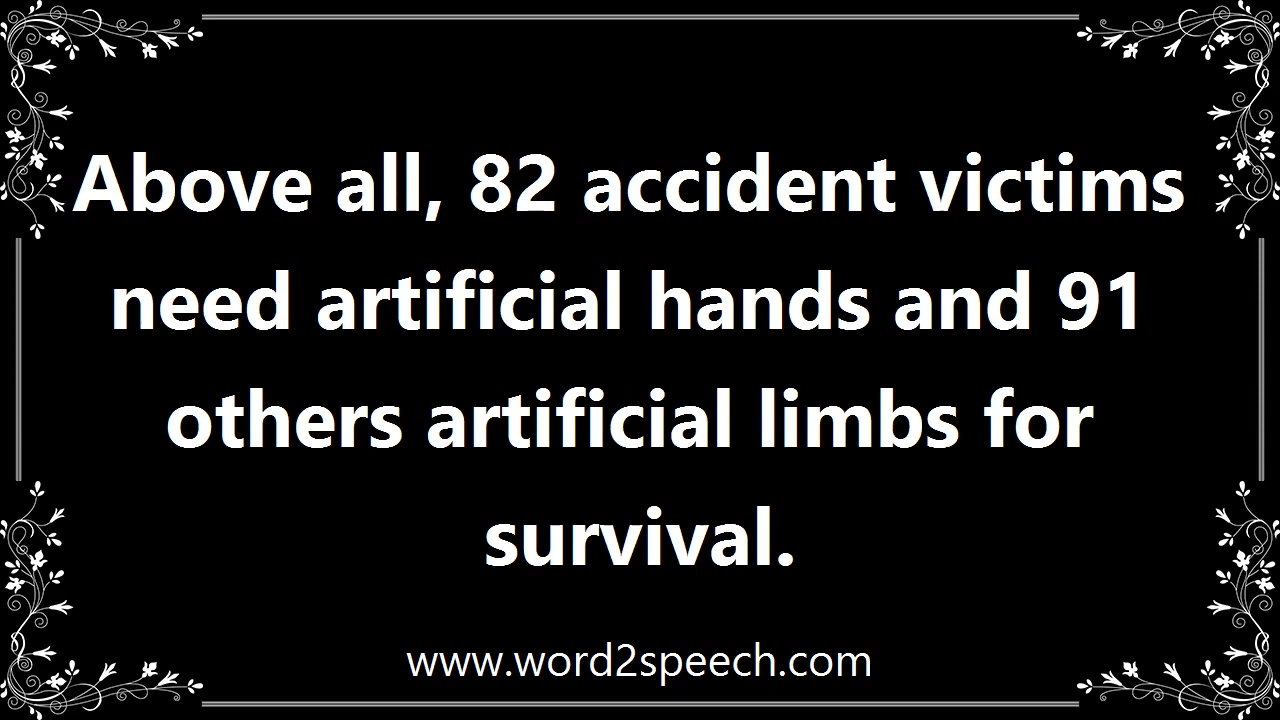 Above all, 82 accident victims
need artificial hands and 91
others artificial limbs for
survival.
www.word2speech.com